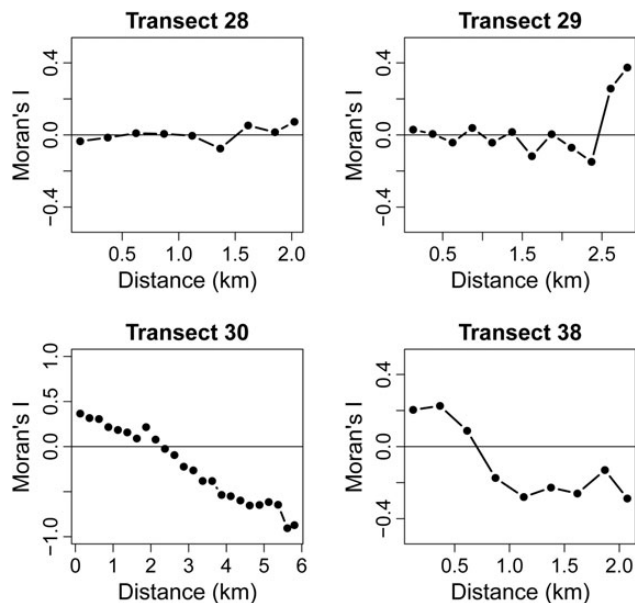 Transect 28
Moran's I
0.4
0.0
−0.4
0.5 1.0 1.5 2.0
Distance (km)
Transect 29
Moran's I
0.4
0.0
−0.4
0.5 1.5 2.5
Distance (km)
Transect 30
Moran's I
1.0
0.5
0.0
−1.0
0 1 2 3 4 5 6
Distance (km)
Transect 38
Moran's I
0.4
0.0
−0.4
0.5 1.0 1.5 2.0
Distance (km)